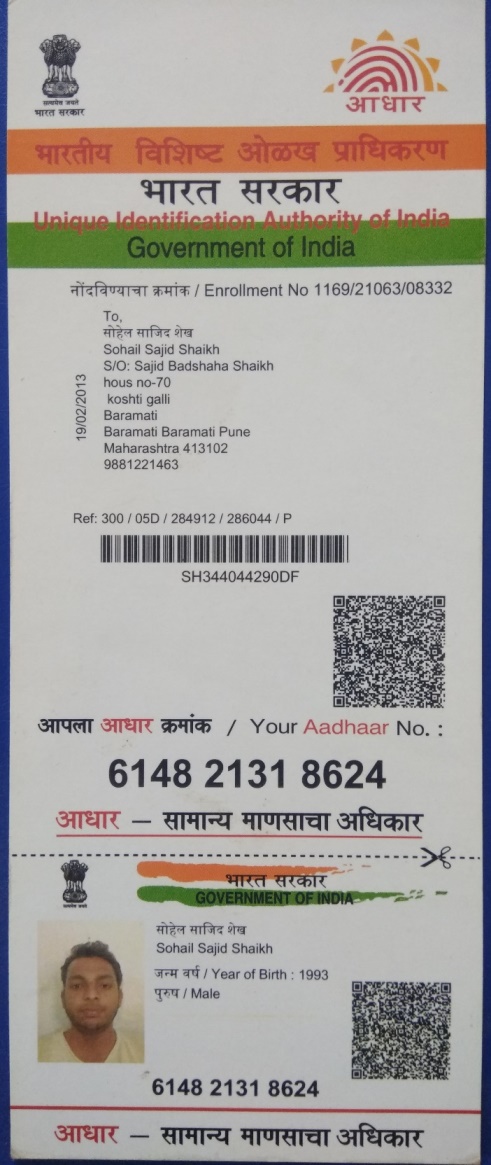 सत्यमेव जयते
भारत सरकार
आधार
भारतीय विशिष्ट ओळख प्राधिकरण
भारत सरकार
Unique Identification Authority of India
Government of India
नोंदविण्याचा क्रमांक / Enrollment No 1169/21063/08332
To,
सोहेल साजिद शेख
Sohail Sajid Shaikh
S/O: Sajid Badshaha Shaikh
hous no-70
koshti galli
Baramati
Baramati Baramati Pune
Maharashtra 413102
9881221463
19/02/2013
Ref: 300 / 05D / 284912 / 286044 / P
SH344044290DF
आपला आधार क्रमांक / Your Aadhaar No. :
6148 2131 8624
आधार – सामान्य माणसाचा अधिकार
भारत सरकार
GOVERNMENT OF INDIA
सोहेल साजिद शेख
Sohail Sajid Shaikh
जन्म वर्ष / Year of Birth : 1993
पुरुष / Male
6148 2131 8624
आधार – सामान्य माणसाचा अधिकार